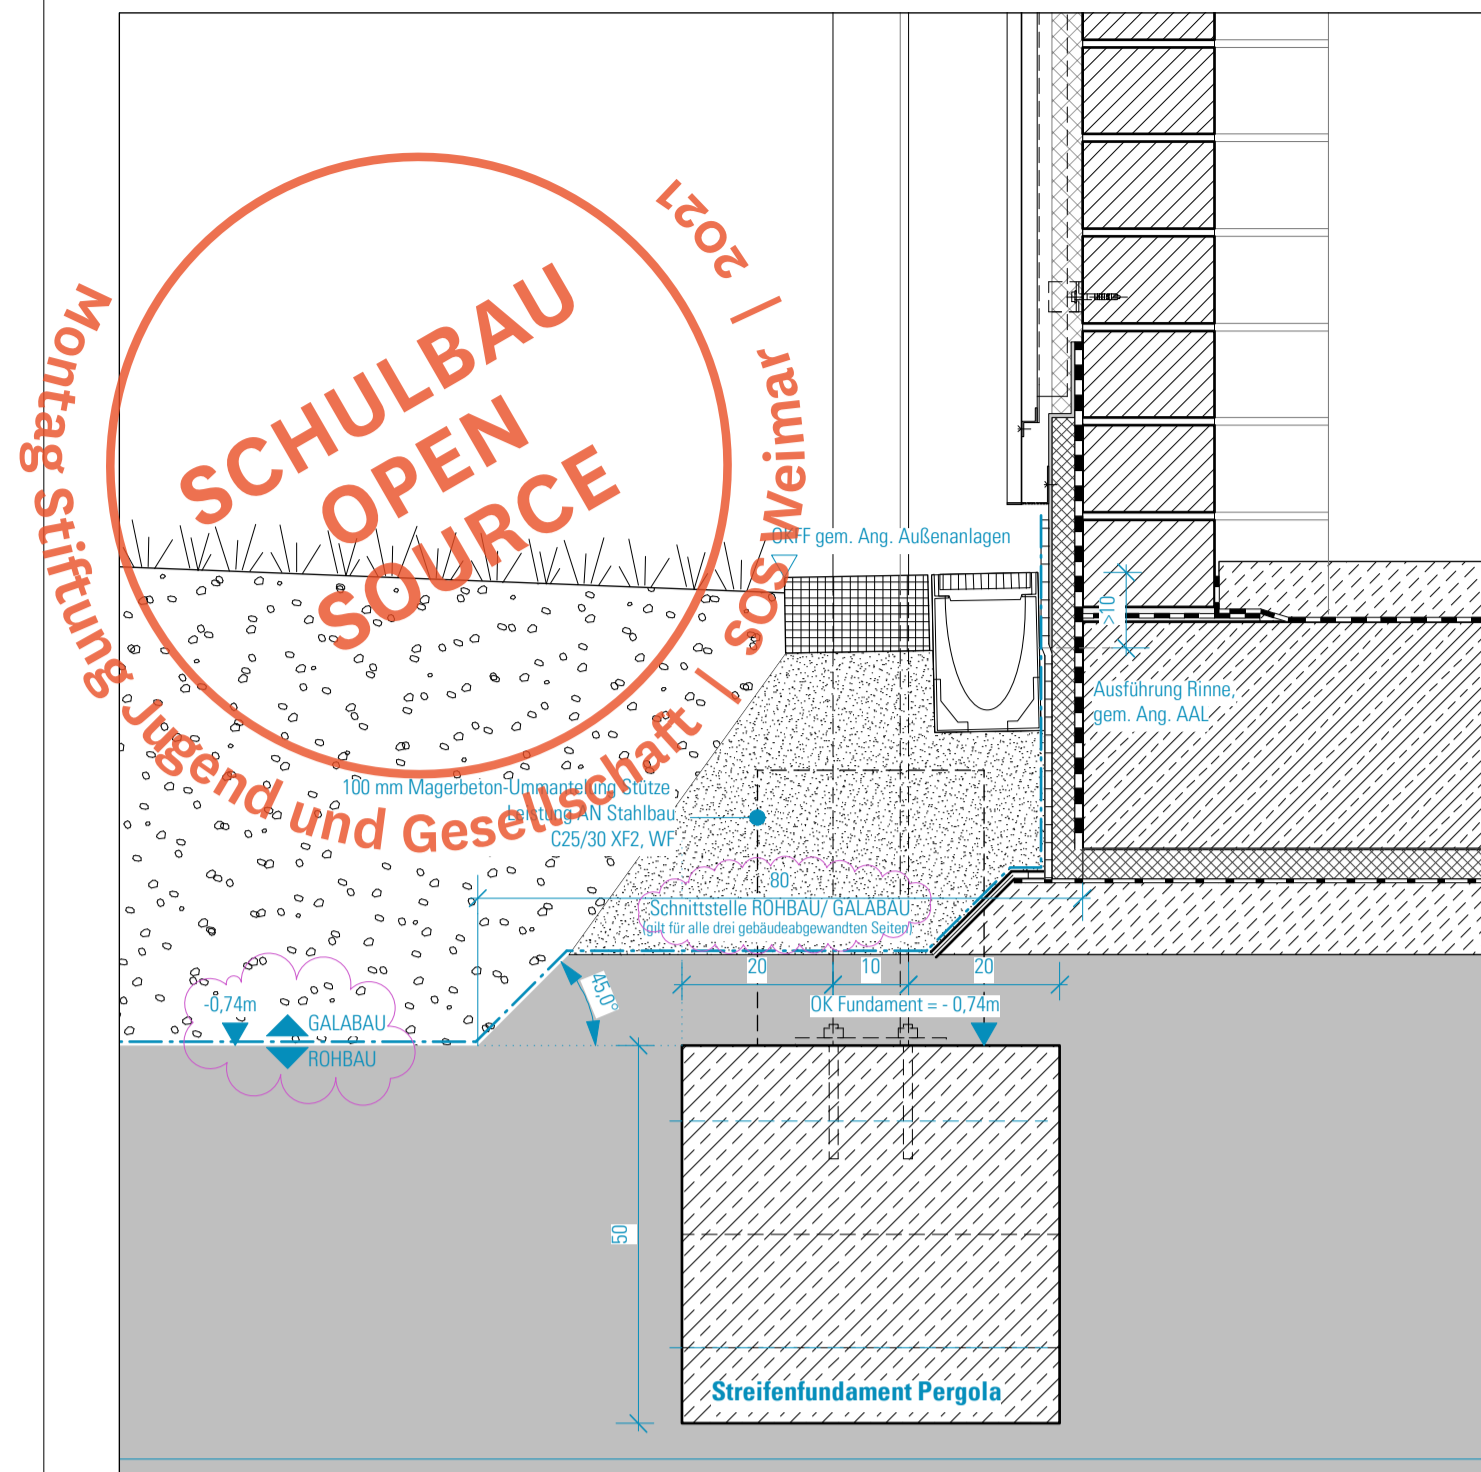 SCHULBAU
OPEN
SOURCE
Montag Stiftung Jugend und Gesellschaft | SOS Weimar | 2021
OKFF gem. Ang. Außenanlagen
>10
Ausführung Rinne,
gem. Ang. AAL
100 mm Magerbeton-Ummantelung Stütze
Leistung AN Stahlbau
C25/30 XF2, WF
80
Schnittstelle ROHBAU/ GALABAU
(gilt für alle drei gebäudeabgewandten Seiten)
20
10
20
45,0°
-0,74m
GALABAU
ROHBAU
OK Fundament = - 0,74m
50
Streifenfundament Pergola